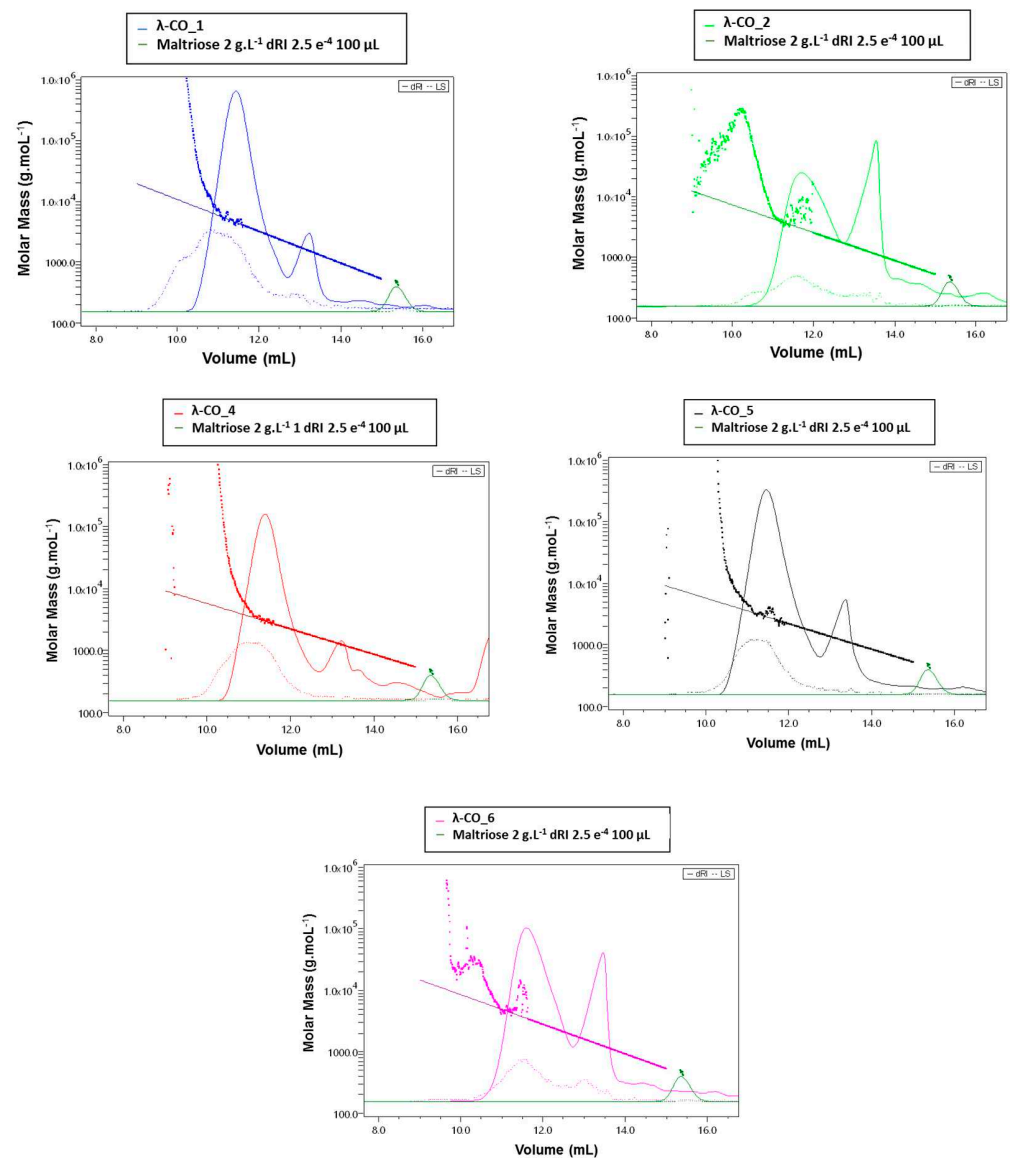 λ-CO_1
Maltriose 2 g.L⁻¹ dRI 2.5 e⁻⁴ 100 µL
dRI LS
1.0x10⁶
1.0x10⁵
1.0x10⁴
1000.0
100.0
Molar Mass (g.moL⁻¹)
8.0 10.0 12.0 14.0 16.0
Volume (mL)
λ-CO_2
Maltriose 2 g.L⁻¹ dRI 2.5 e⁻⁴ 100 µL
dRI LS
1.0x10⁶
1.0x10⁵
1.0x10⁴
1000.0
100.0
Molar Mass (g.moL⁻¹)
8.0 10.0 12.0 14.0 16.0
Volume (mL)
λ-CO_4
Maltriose 2 g.L⁻¹ 1 dRI 2.5 e⁻⁴ 100 µL
dRI LS
1.0x10⁶
1.0x10⁵
1.0x10⁴
1000.0
100.0
Molar Mass (g.moL⁻¹)
8.0 10.0 12.0 14.0 16.0
Volume (mL)
λ-CO_5
Maltriose 2 g.L⁻¹ dRI 2.5 e⁻⁴ 100 µL
dRI LS
1.0x10⁶
1.0x10⁵
1.0x10⁴
1000.0
100.0
Molar Mass (g.moL⁻¹)
8.0 10.0 12.0 14.0 16.0
Volume (mL)
λ-CO_6
Maltriose 2 g.L⁻¹ dRI 2.5 e⁻⁴ 100 µL
dRI LS
1.0x10⁶
1.0x10⁵
1.0x10⁴
1000.0
100.0
Molar Mass (g.moL⁻¹)
8.0 10.0 12.0 14.0 16.0
Volume (mL)